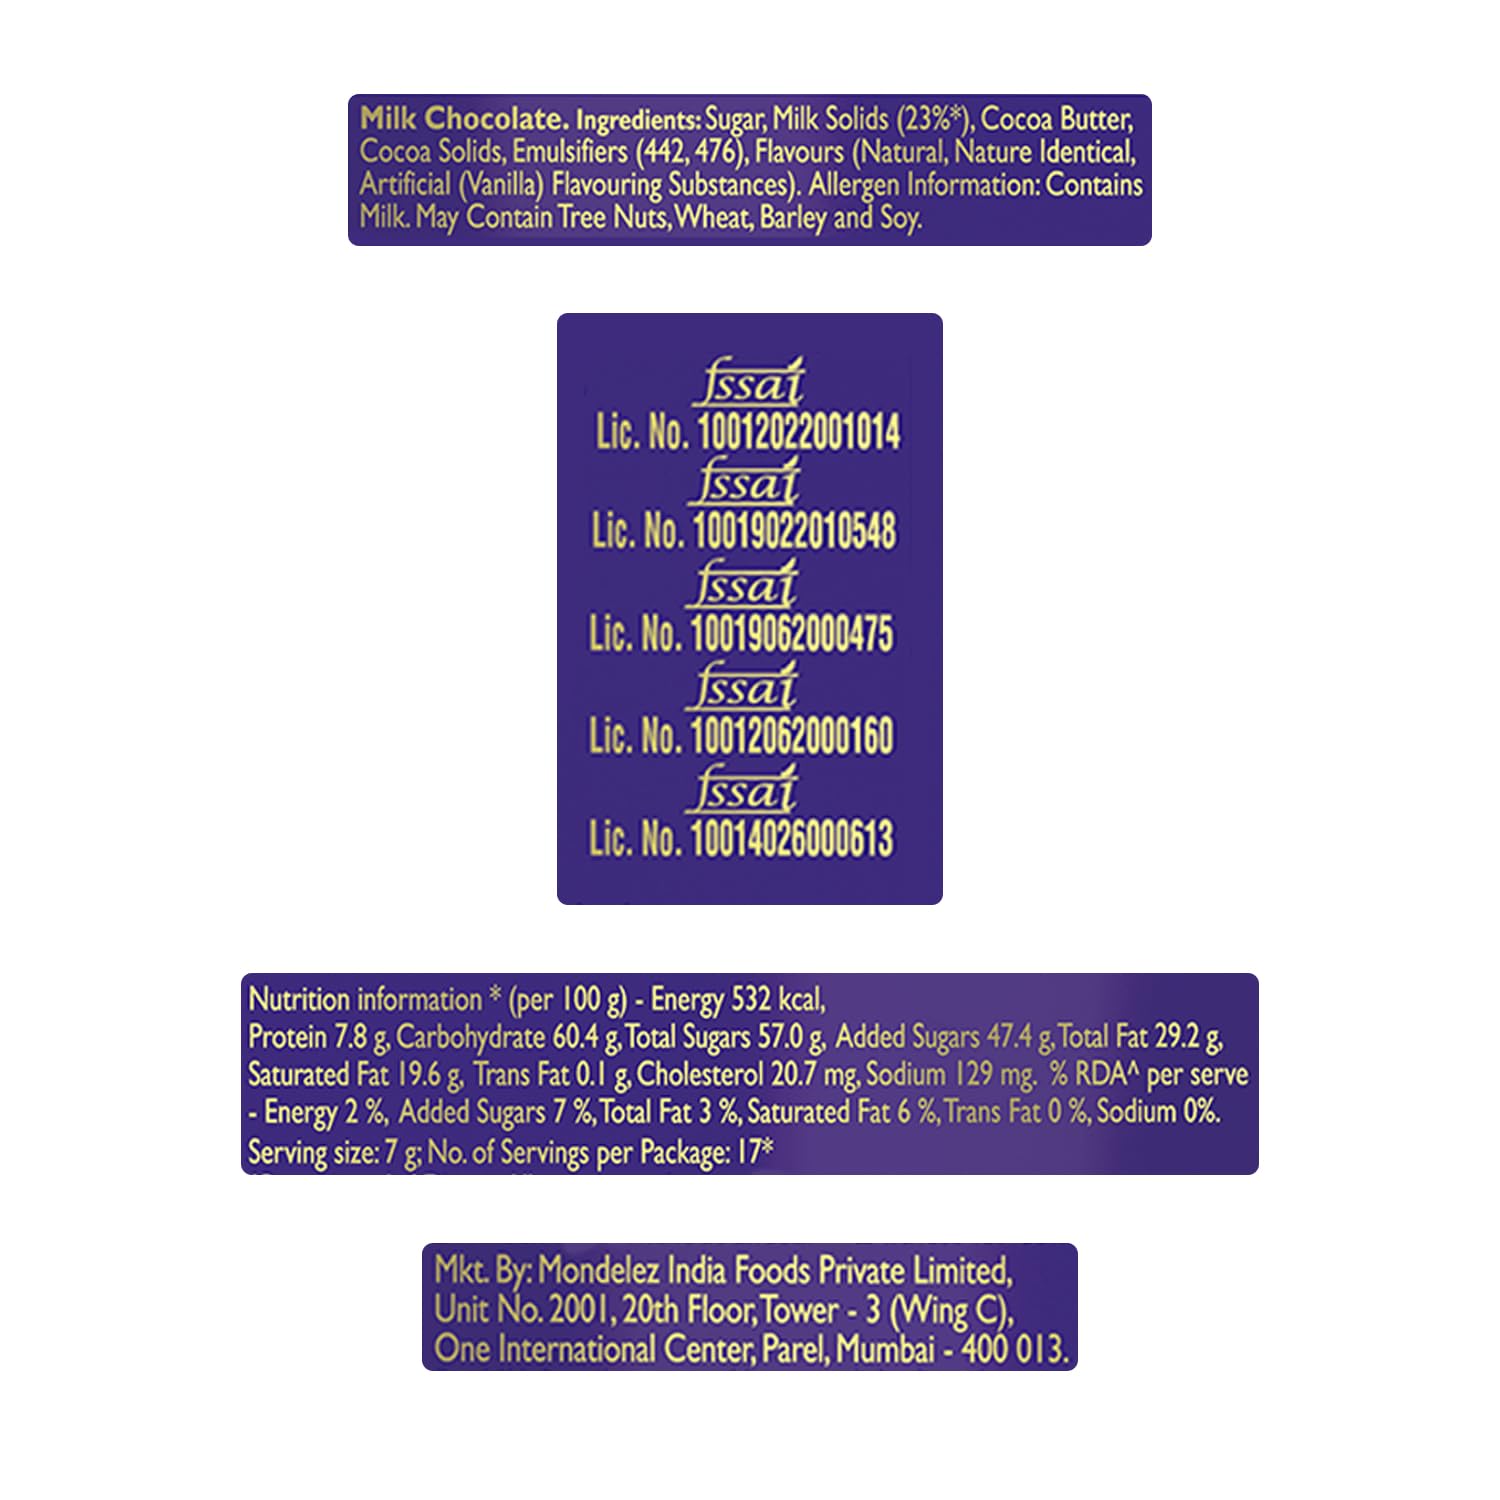 Milk Chocolate. Ingredients: Sugar, Milk Solids (23%*), Cocoa Butter,
Cocoa Solids, Emulsifiers (442, 476), Flavours (Natural, Nature Identical,
Artificial (Vanilla) Flavouring Substances). Allergen Information: Contains
Milk. May Contain Tree Nuts, Wheat, Barley and Soy.
fssai
Lic. No. 10012022001014
fssai
Lic. No. 10019022010548
fssai
Lic. No. 10019062000475
fssai
Lic. No. 10012062000160
fssai
Lic. No. 10014026000613
Nutrition information * (per 100 g) - Energy 532 kcal,
Protein 7.8 g, Carbohydrate 60.4 g, Total Sugars 57.0 g, Added Sugars 47.4 g, Total Fat 29.2 g,
Saturated Fat 19.6 g, Trans Fat 0.1 g, Cholesterol 20.7 mg, Sodium 129 mg. % RDA^ per serve
- Energy 2 %, Added Sugars 7 %, Total Fat 3 %, Saturated Fat 6 %, Trans Fat 0 %, Sodium 0%.
Serving size: 7 g; No. of Servings per Package: 17*
Mkt. By: Mondelez India Foods Private Limited,
Unit No. 2001, 20th Floor, Tower - 3 (Wing C),
One International Center, Parel, Mumbai - 400 013.